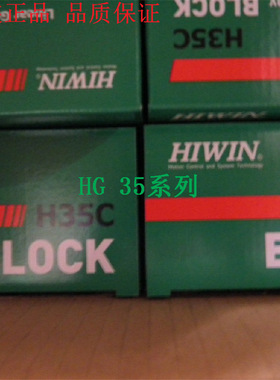 正品 品质保证
H35C
BLOCK
HIWIN
HIWIN
Motion Control and System Technology
HG 35系列
H35C
LOCK
B